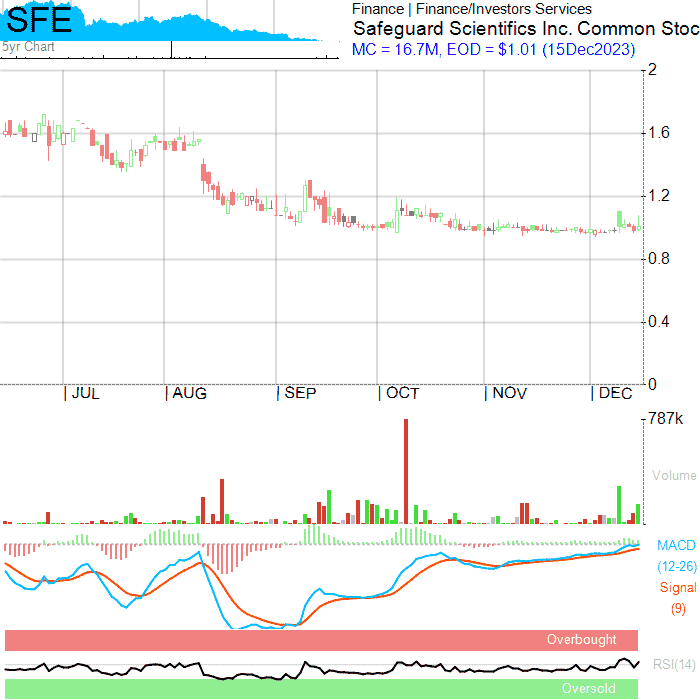 SFE
5yr Chart
Finance | Finance/Investors Services
Safeguard Scientifics Inc. Common Stoc
MC = 16.7M, EOD = $1.01 (15Dec2023)
2
1.6
1.2
0.8
0.4
0
JUL AUG SEP OCT NOV DEC
787k
Volume
MACD
(12-26)
Signal
(9)
Overbought
RSI(14)
Oversold